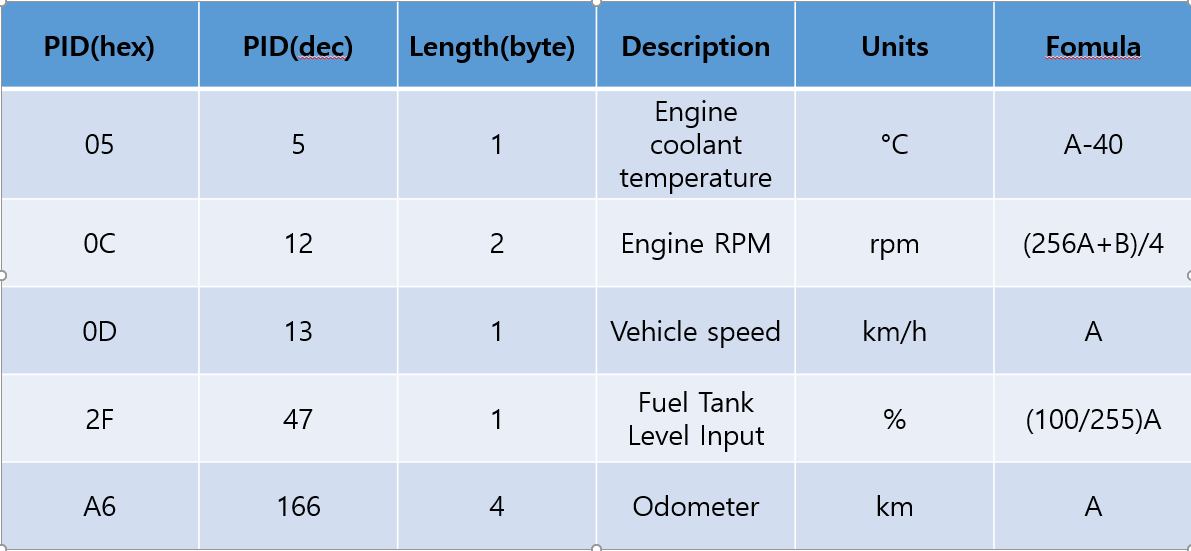 PID(hex) PID(dec) Length(byte) Description Units Fomula
05 5 1 Engine coolant temperature °C A-40
0C 12 2 Engine RPM rpm (256A+B)/4
0D 13 1 Vehicle speed km/h A
2F 47 1 Fuel Tank Level Input % (100/255)A
A6 166 4 Odometer km A